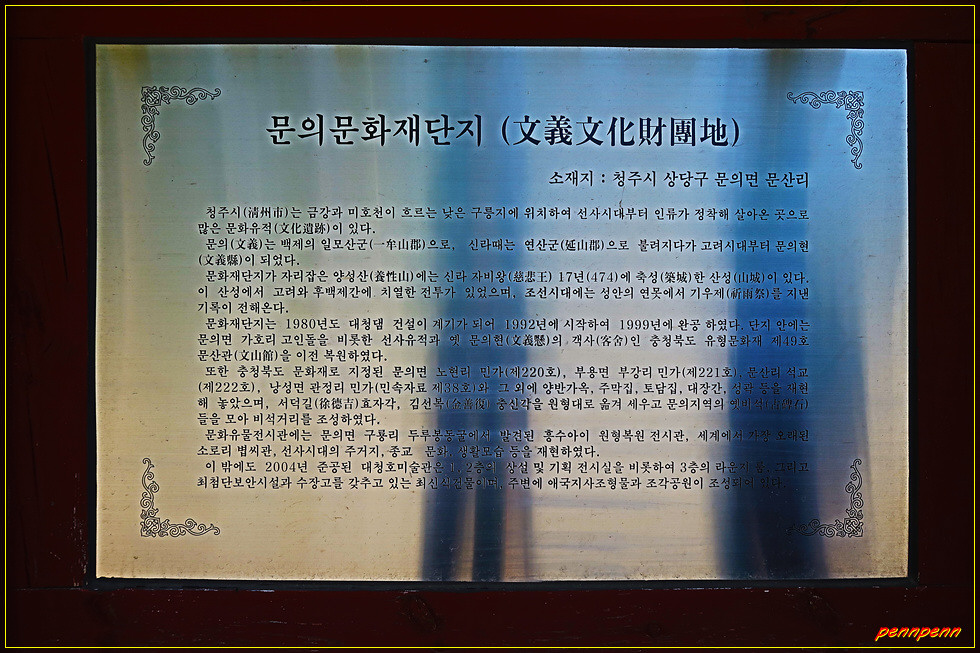 문의문화재단지 (文義文化財團地)
소재지 : 청주시 상당구 문의면 문산리
청주시(淸州市)는 금강과 미호천이 흐르는 낮은 구릉지에 위치하여 선사시대부터 인류가 정착해 살아온 곳으로
많은 문화유적(文化遺跡)이 있다.
문의(文義)는 백제의 일모산군(一牟山郡)으로, 신라때는 연산군(延山郡)으로 불려지다가 고려시대부터 문의현
(文義縣)이 되었다.
문화재단지가 자리잡은 양성산(養性山)에는 신라 자비왕(慈悲王) 17년(474)에 축성(築城)한 산성(山城)이 있다.
이 산성에서 고려와 후백제간에 치열한 전투가 있었으며, 조선시대에는 성안의 연못에서 기우제(祈雨祭)를 지낸
기록이 전해온다.
문화재단지는 1980년도 대청댐 건설이 계기가 되어 1992년에 시작하여 1999년에 완공 하였다. 단지 안에는
문의면 가호리 고인돌을 비롯한 선사유적과 옛 문의현(文義懸)의 객사(客舍)인 충청북도 유형문화재 제49호
문산관(文山館)을 이전 복원하였다.
또한 충청북도 문화재로 지정된 문의면 노현리 민가(제220호), 부용면 부강리 민가(제221호), 문산리 석교
(제222호), 낭성면 관정리 민가(민속자료 제38호)와 그 외에 양반가옥, 주막집, 토담집, 대장간, 성곽 등을 재현
해 놓았으며, 서덕길(徐德吉)효자각, 김선복(金善復) 충신각을 원형대로 옮겨 세우고 문의지역의 옛비석(古碑石)
들을 모아 비석거리를 조성하였다.
문화유물전시관에는 문의면 구룡리 두루봉동굴에서 발견된 흥수아이 원형복원 전시관, 세계에서 가장 오래된
소로리 볍씨관, 선사시대의 주거지, 종교 문화, 생활모습 등을 재현하였다.
이 밖에도 2004년 준공된 대청호미술관은 1, 2층에 상설 및 기획 전시실을 비롯하여 3층의 라운지 홀, 그리고
최첨단보안시설과 수장고를 갖추고 있는 최신식건물이며, 주변에 애국지사조형물과 조각공원이 조성되어 있다.
pennpenn